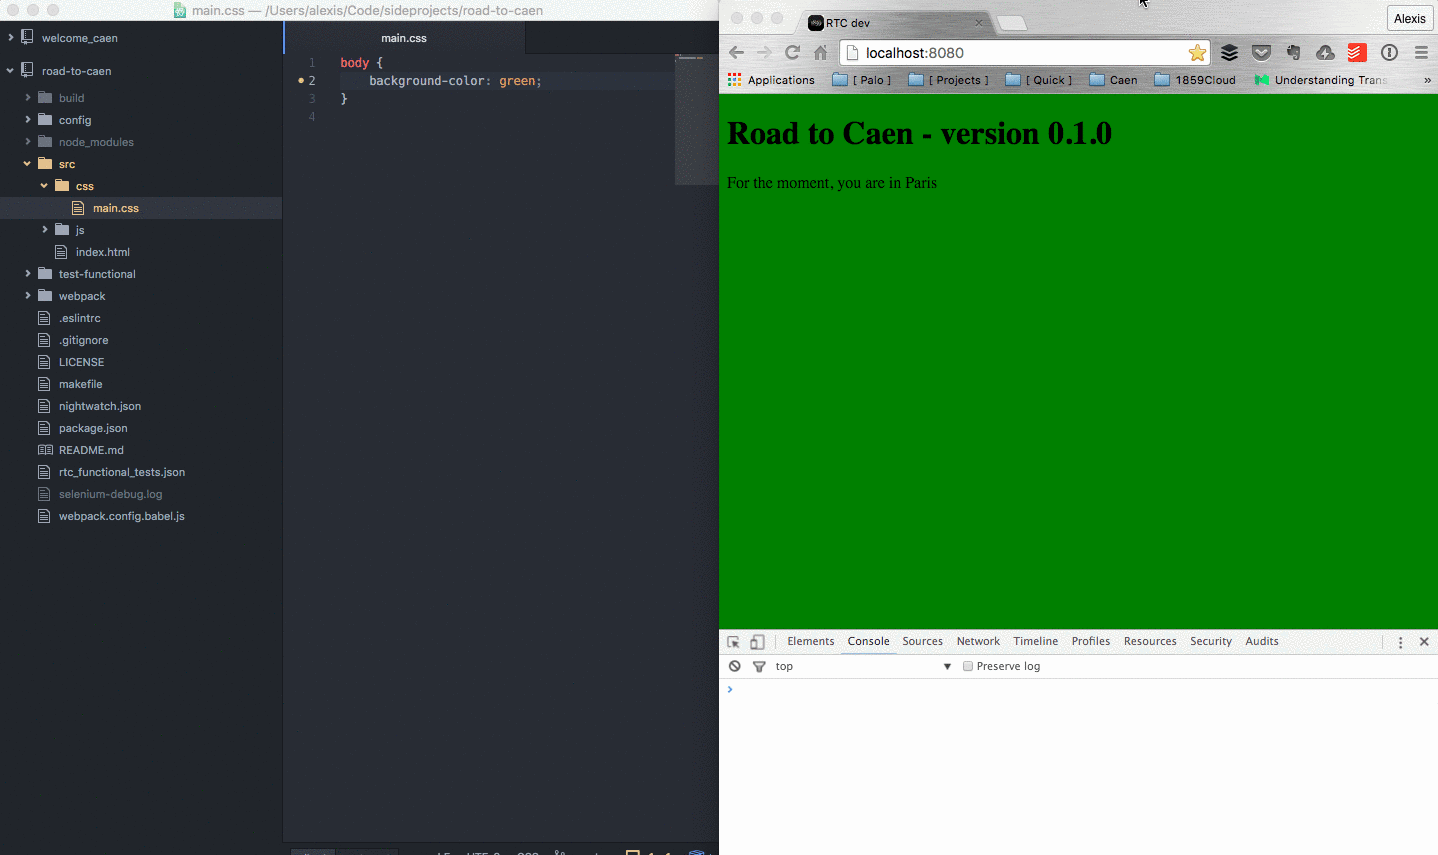 main.css — /Users/alexis/Code/sideprojects/road-to-caen
welcome_caen
road-to-caen
build
config
node_modules
src
css
main.css
js
index.html
test-functional
webpack
.eslintrc
.gitignore
LICENSE
makefile
nightwatch.json
package.json
README.md
rtc_functional_tests.json
selenium-debug.log
webpack.config.babel.js
main.css
1 body {
2 background-color: green;
3 }
4
RTC dev
Alexis
localhost:8080
Applications [ Palo ] [ Projects ] [ Quick ] Caen 1859Cloud Understanding Trans »
Road to Caen - version 0.1.0
For the moment, you are in Paris
Elements Console Sources Network Timeline Profiles Resources Security Audits
top Preserve log